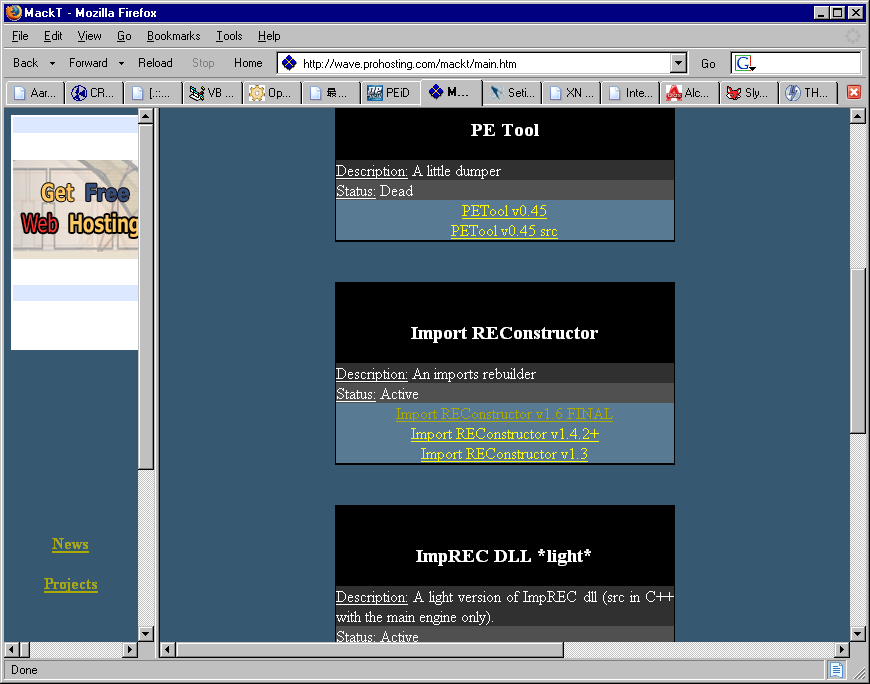 MackT - Mozilla Firefox
File Edit View Go Bookmarks Tools Help
Back Forward Reload Stop Home http://wave.prohosting.com/mackt/main.htm Go G
Aar... CR... [.::... VB ... Op... 暴... PEiD M... Seti... XN ... Inte... Alc... Sly... TH...
Get Free
Web Hosting
News
Projects
PE Tool
Description: A little dumper
Status: Dead
PETool v0.45
PETool v0.45 src
Import REConstructor
Description: An imports rebuilder
Status: Active
Import REConstructor v1.6 FINAL
Import REConstructor v1.4.2+
Import REConstructor v1.3
ImpREC DLL *light*
Description: A light version of ImpREC dll (src in C++
with the main engine only).
Status: Active
Done